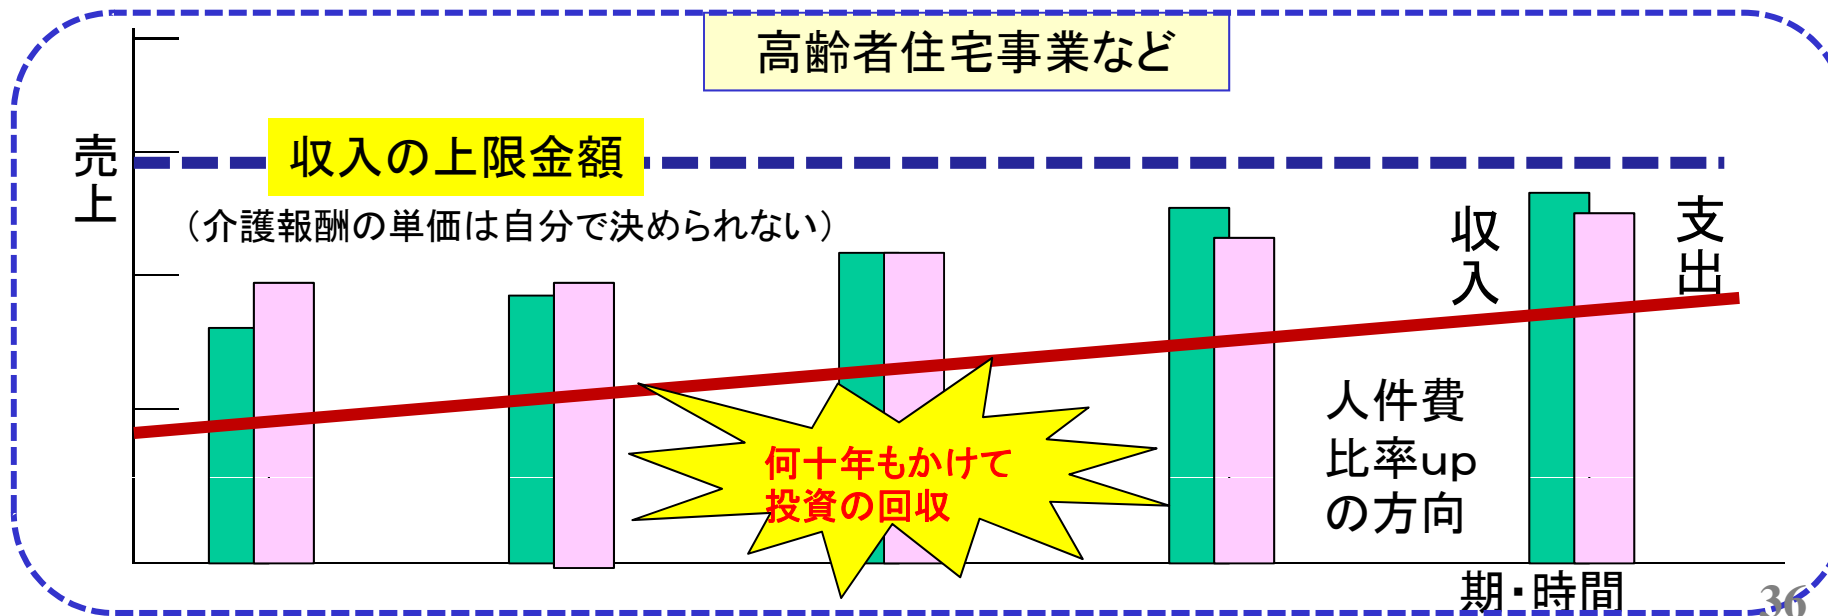 高齢者住宅事業など
売上
収入の上限金額
（介護報酬の単価は自分で決められない）
収入
支出
人件費
比率up
の方向
何十年もかけて
投資の回収
期・時間
36